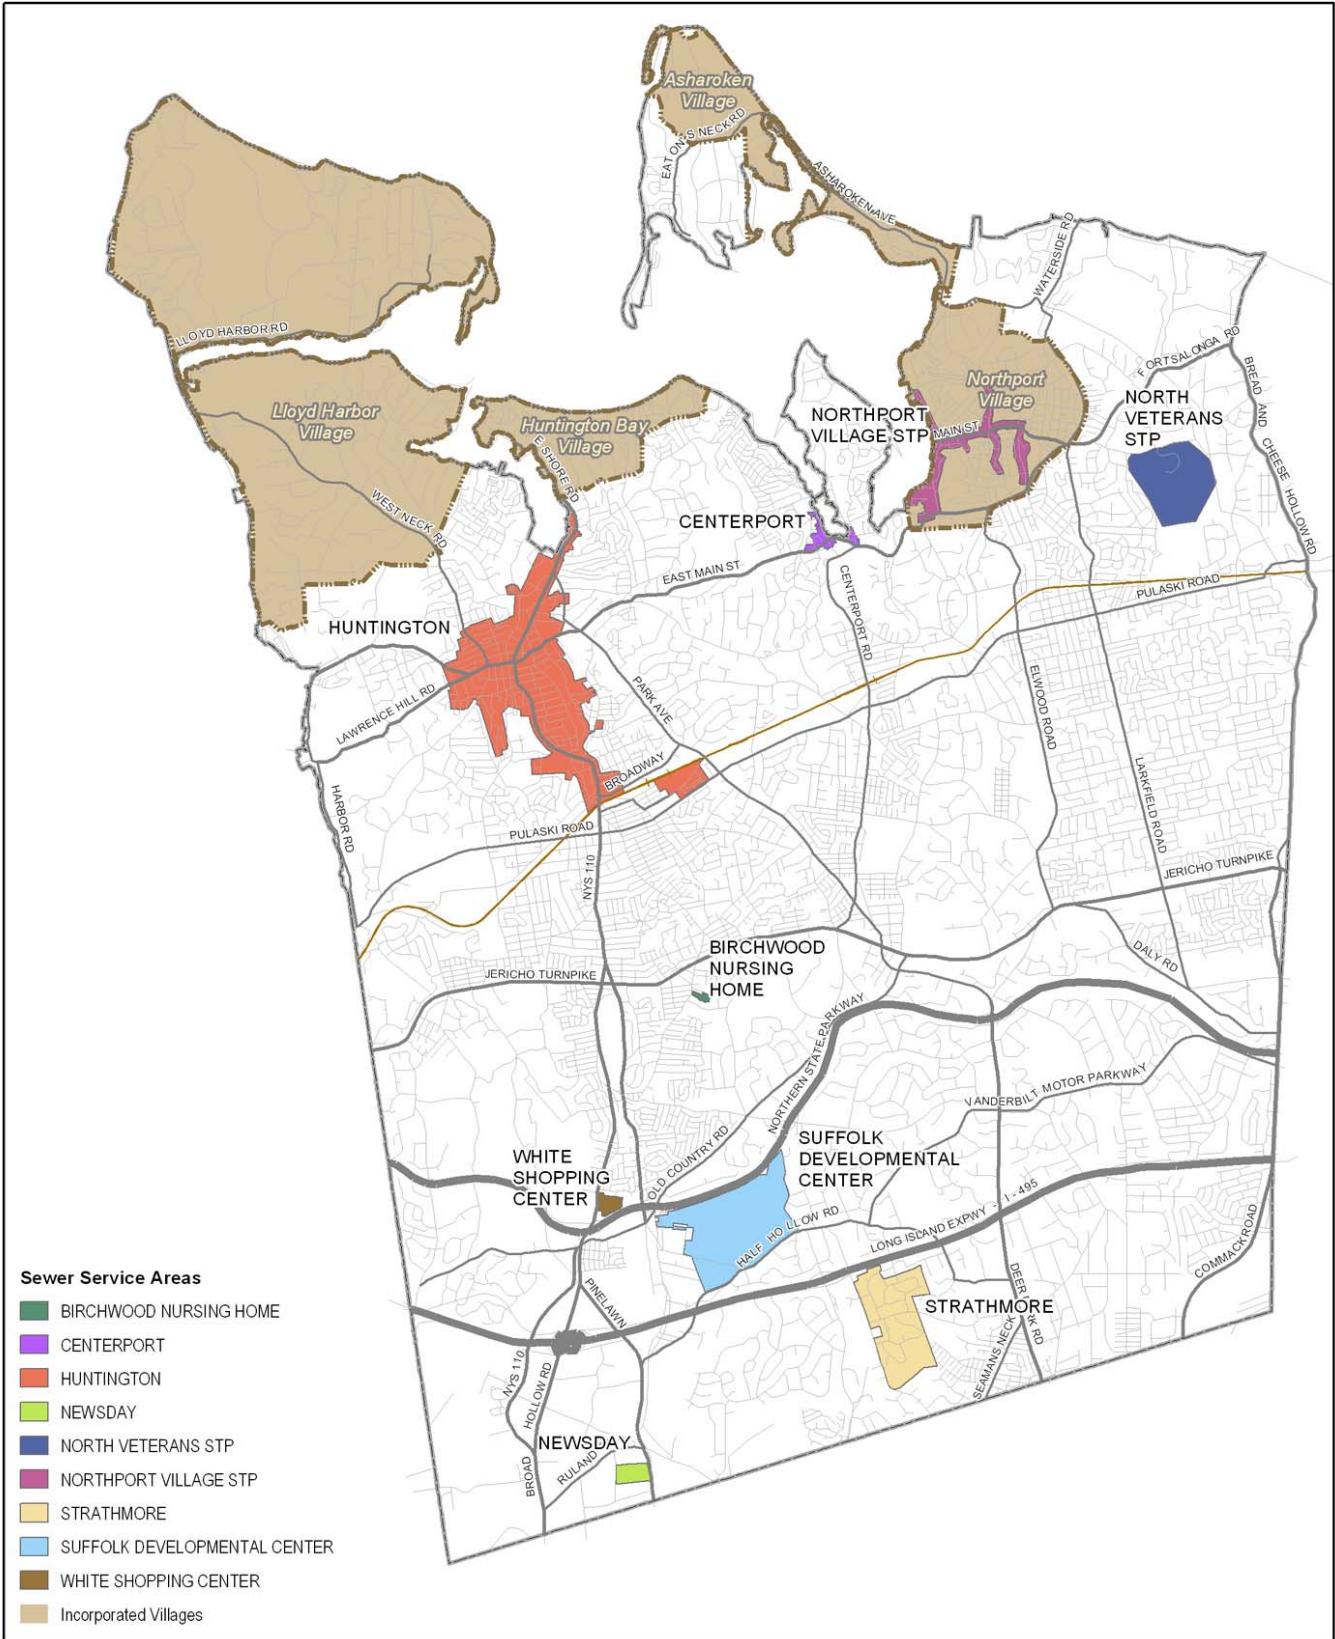 Asharoken
Village
EATONS NECK RD
ASHAROKEN AVE
WATERSIDE RD
LLOYD HARBOR RD
FORTSALONGA RD
BREAD AND CHEESE HOLLOW RD
Lloyd Harbor
Village
Huntington Bay
Village
Northport
Village
NORTHPORT
VILLAGE STP
MAIN ST
NORTH
VETERANS
STP
E SHORE RD
WEST NECK RD
CENTERPORT
EAST MAIN ST
CENTERPORT RD
PULASKI ROAD
HUNTINGTON
LAWRENCE HILL RD
PARK AVE
ELWOOD ROAD
LARKFIELD ROAD
BROADWAY
HARBOR RD
PULASKI ROAD
NYS 110
JERICHO TURNPIKE
BIRCHWOOD
NURSING
HOME
JERICHO TURNPIKE
DALY RD
NORTHERN STATE PARKWAY
VANDERBILT MOTOR PARKWAY
WHITE
SHOPPING
CENTER
OLD COUNTRY RD
SUFFOLK
DEVELOPMENTAL
CENTER
HALF HOLLOW RD
LONG ISLAND EXPWY - I - 495
COMMACK ROAD
PINELAWN
STRATHMORE
DEER PARK RD
SEAMANS NECK
NYS 110
HOLLOW RD
BROAD
NEWSDAY
RULAND
Sewer Service Areas
BIRCHWOOD NURSING HOME
CENTERPORT
HUNTINGTON
NEWSDAY
NORTH VETERANS STP
NORTHPORT VILLAGE STP
STRATHMORE
SUFFOLK DEVELOPMENTAL CENTER
WHITE SHOPPING CENTER
Incorporated Villages